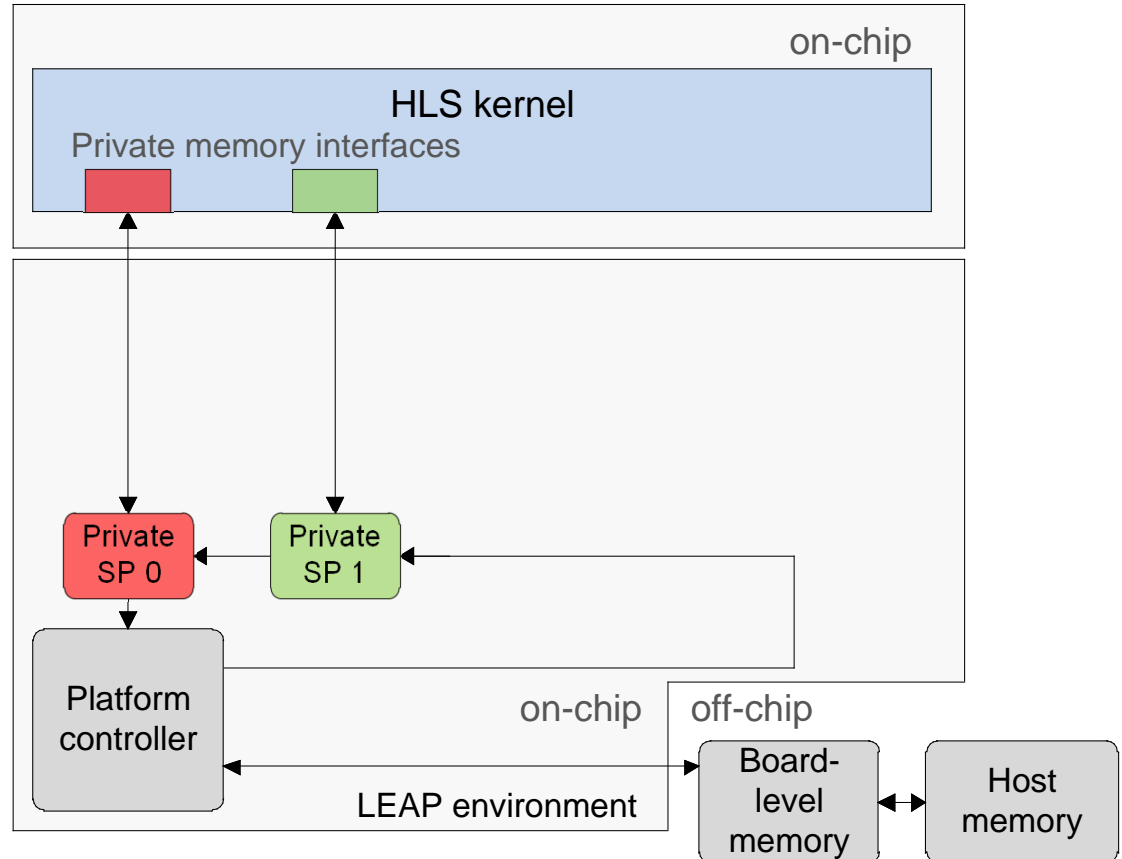 on-chip
HLS kernel
Private memory interfaces
Private
SP 0
Private
SP 1
Platform
controller
on-chip
off-chip
LEAP environment
Board-
level
memory
Host
memory